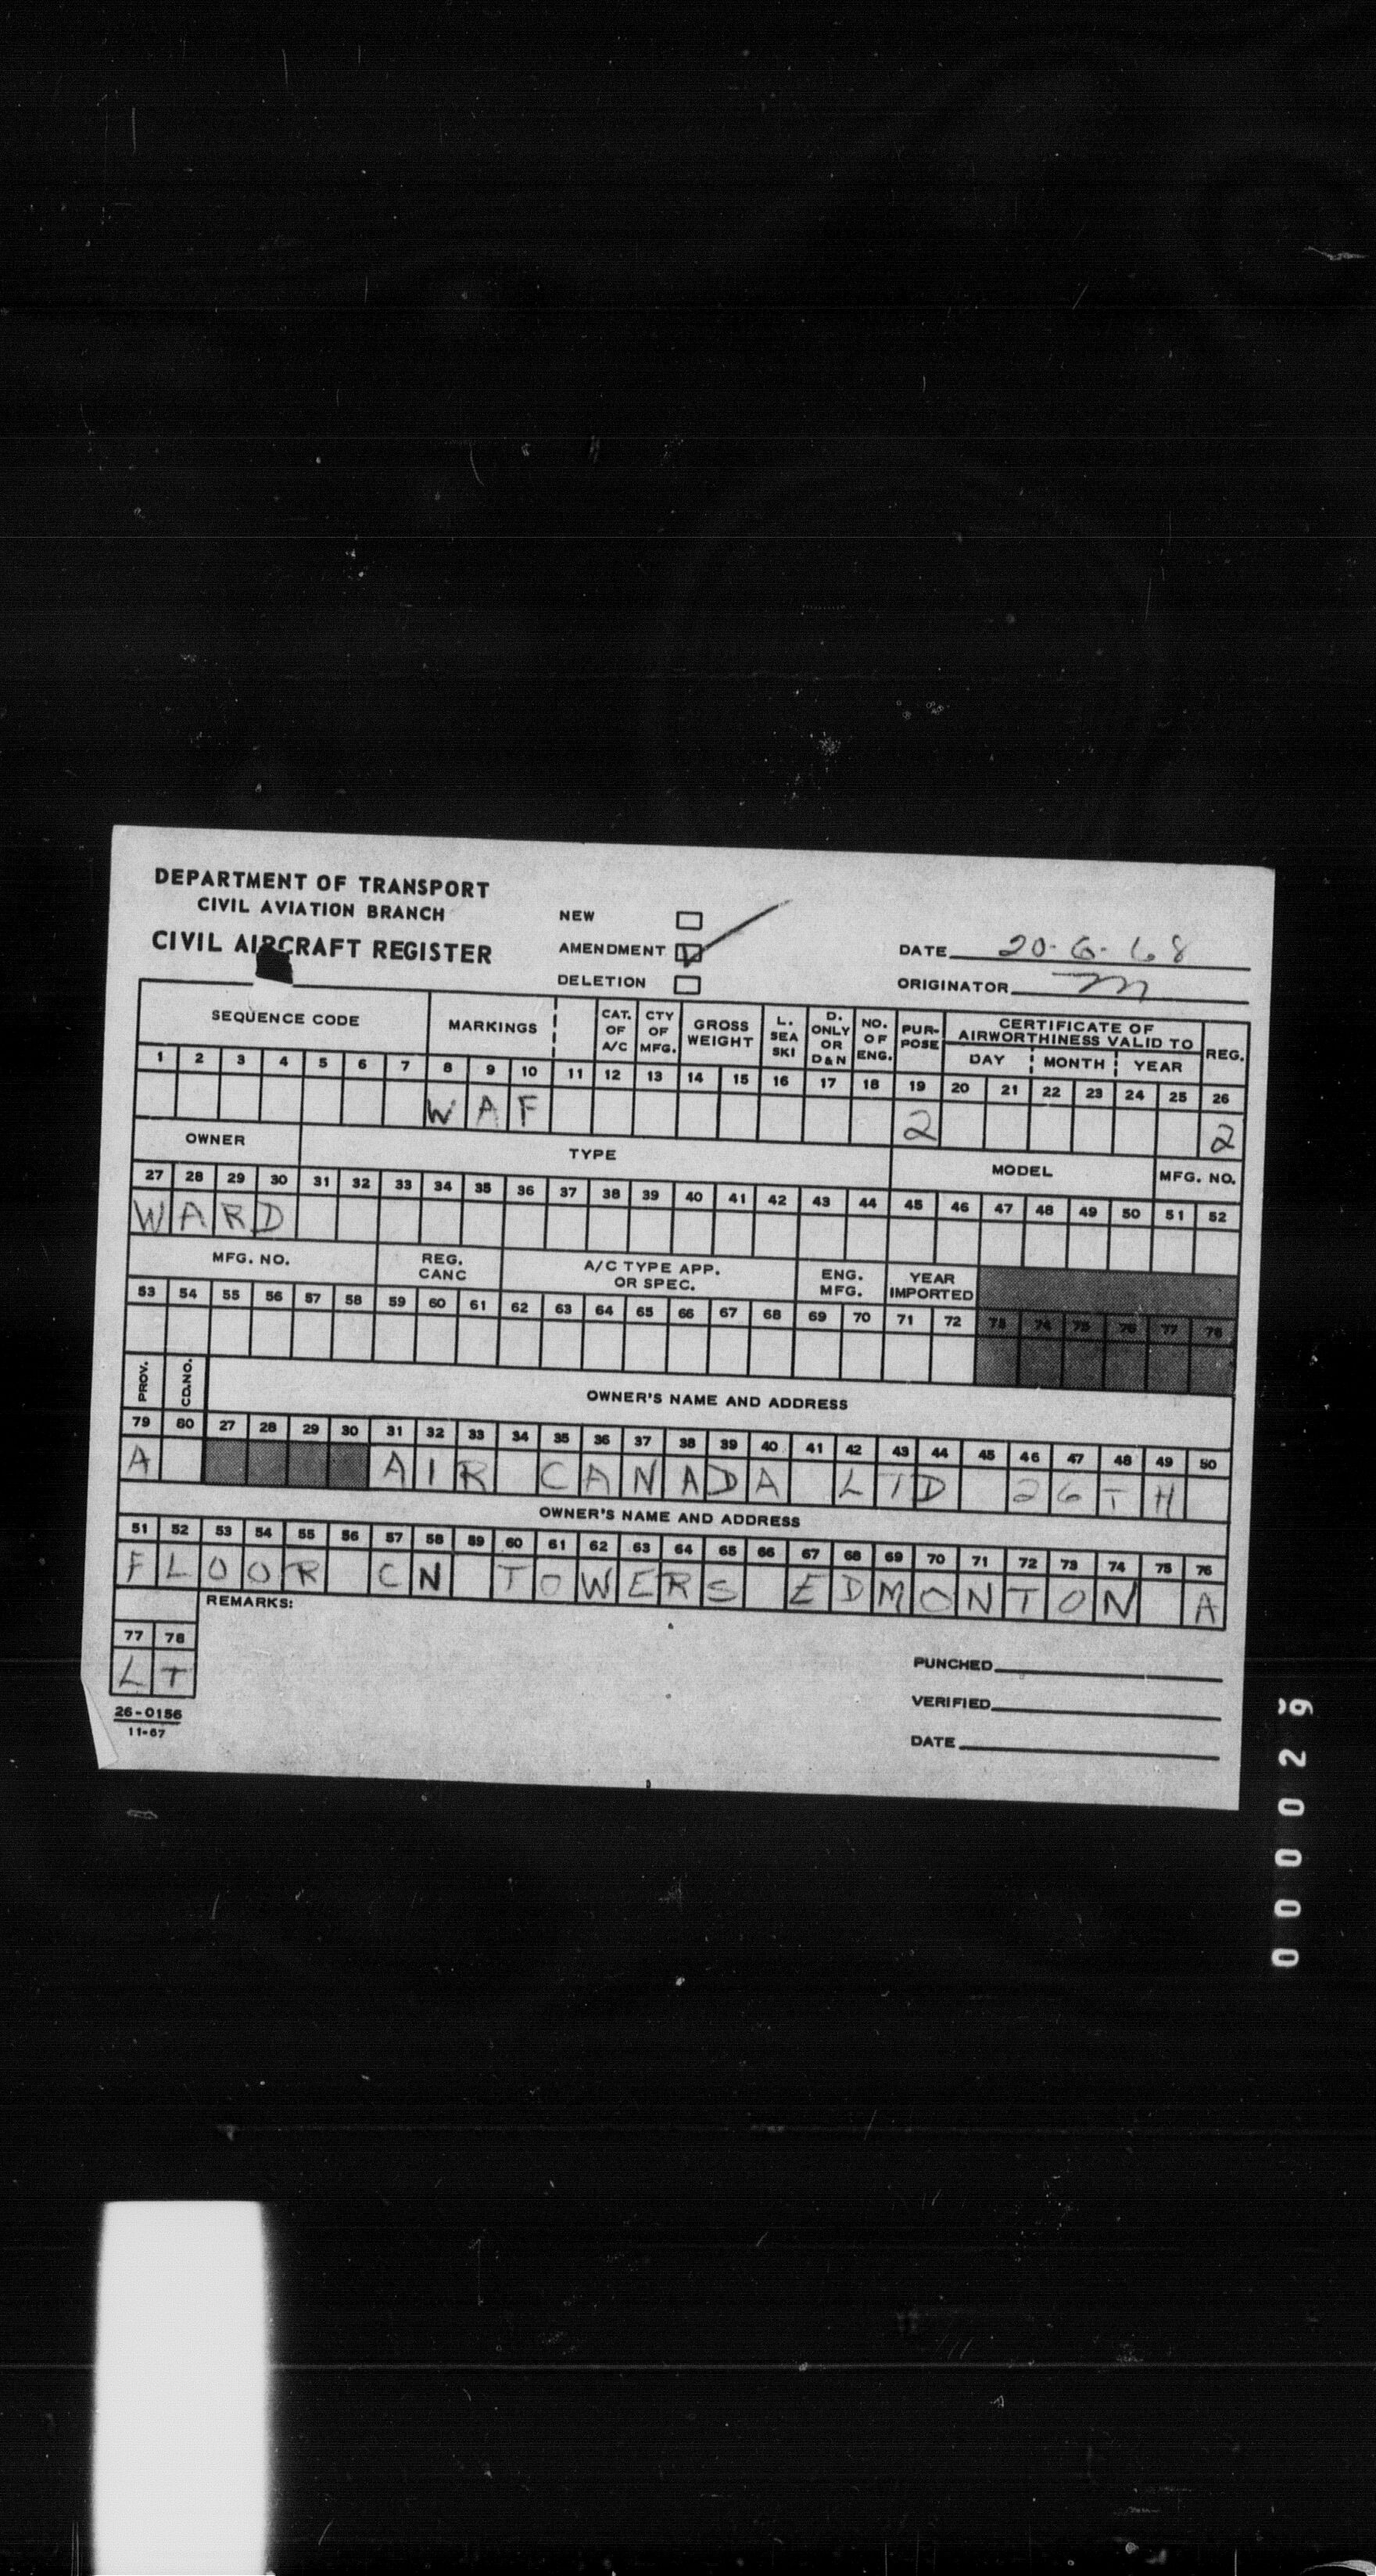 DEPARTMENT OF TRANSPORT
CIVIL AVIATION BRANCH
CIVIL AIRCRAFT REGISTER
NEW
AMENDMENT
DELETION
DATE 20-6-68
ORIGINATOR m
SEQUENCE CODE MARKINGS CAT. OF A/C CTY OF MFG. GROSS WEIGHT L. SEA SKI D. ONLY OR D&N NO. OF ENG. PUR-POSE CERTIFICATE OF AIRWORTHINESS VALID TO REG.
DAY MONTH YEAR
1 2 3 4 5 6 7 8 9 10 11 12 13 14 15 16 17 18 19 20 21 22 23 24 25 26
W A F 2 2
OWNER TYPE MODEL MFG. NO.
27 28 29 30 31 32 33 34 35 36 37 38 39 40 41 42 43 44 45 46 47 48 49 50 51 52
W A R D
MFG. NO. REG. CANC A/C TYPE APP. OR SPEC. ENG. MFG. YEAR IMPORTED
53 54 55 56 57 58 59 60 61 62 63 64 65 66 67 68 69 70 71 72 73 74 75 76 77 78
PROV. CD.NO. OWNER'S NAME AND ADDRESS
79 80 27 28 29 30 31 32 33 34 35 36 37 38 39 40 41 42 43 44 45 46 47 48 49 50
A AIR CANADA LTD 26TH
OWNER'S NAME AND ADDRESS
51 52 53 54 55 56 57 58 59 60 61 62 63 64 65 66 67 68 69 70 71 72 73 74 75 76
FLOOR CN TOWERS EDMONTON A
REMARKS:
77 78
L T
PUNCHED
VERIFIED
DATE
26-0156
11-67
000029